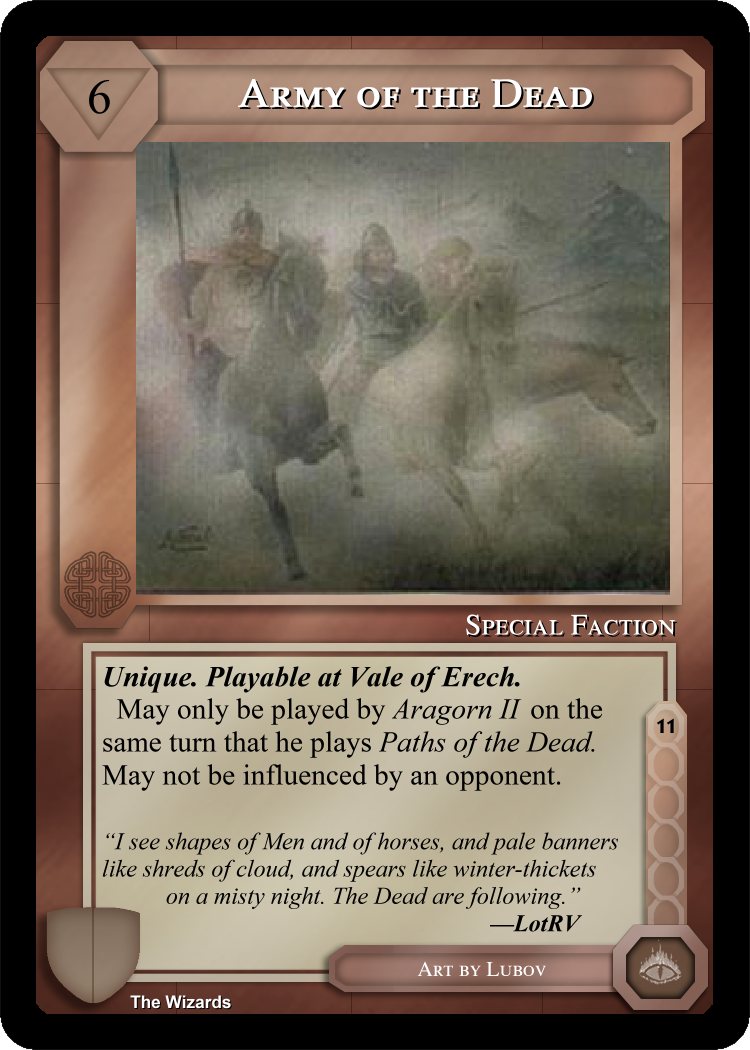 6
Army of the Dead
Special Faction
Unique. Playable at Vale of Erech.
May only be played by Aragorn II on the
same turn that he plays Paths of the Dead.
May not be influenced by an opponent.
11
“I see shapes of Men and of horses, and pale banners
like shreds of cloud, and spears like winter-thickets
on a misty night. The Dead are following.”
—LotRV
Art by Lubov
The Wizards